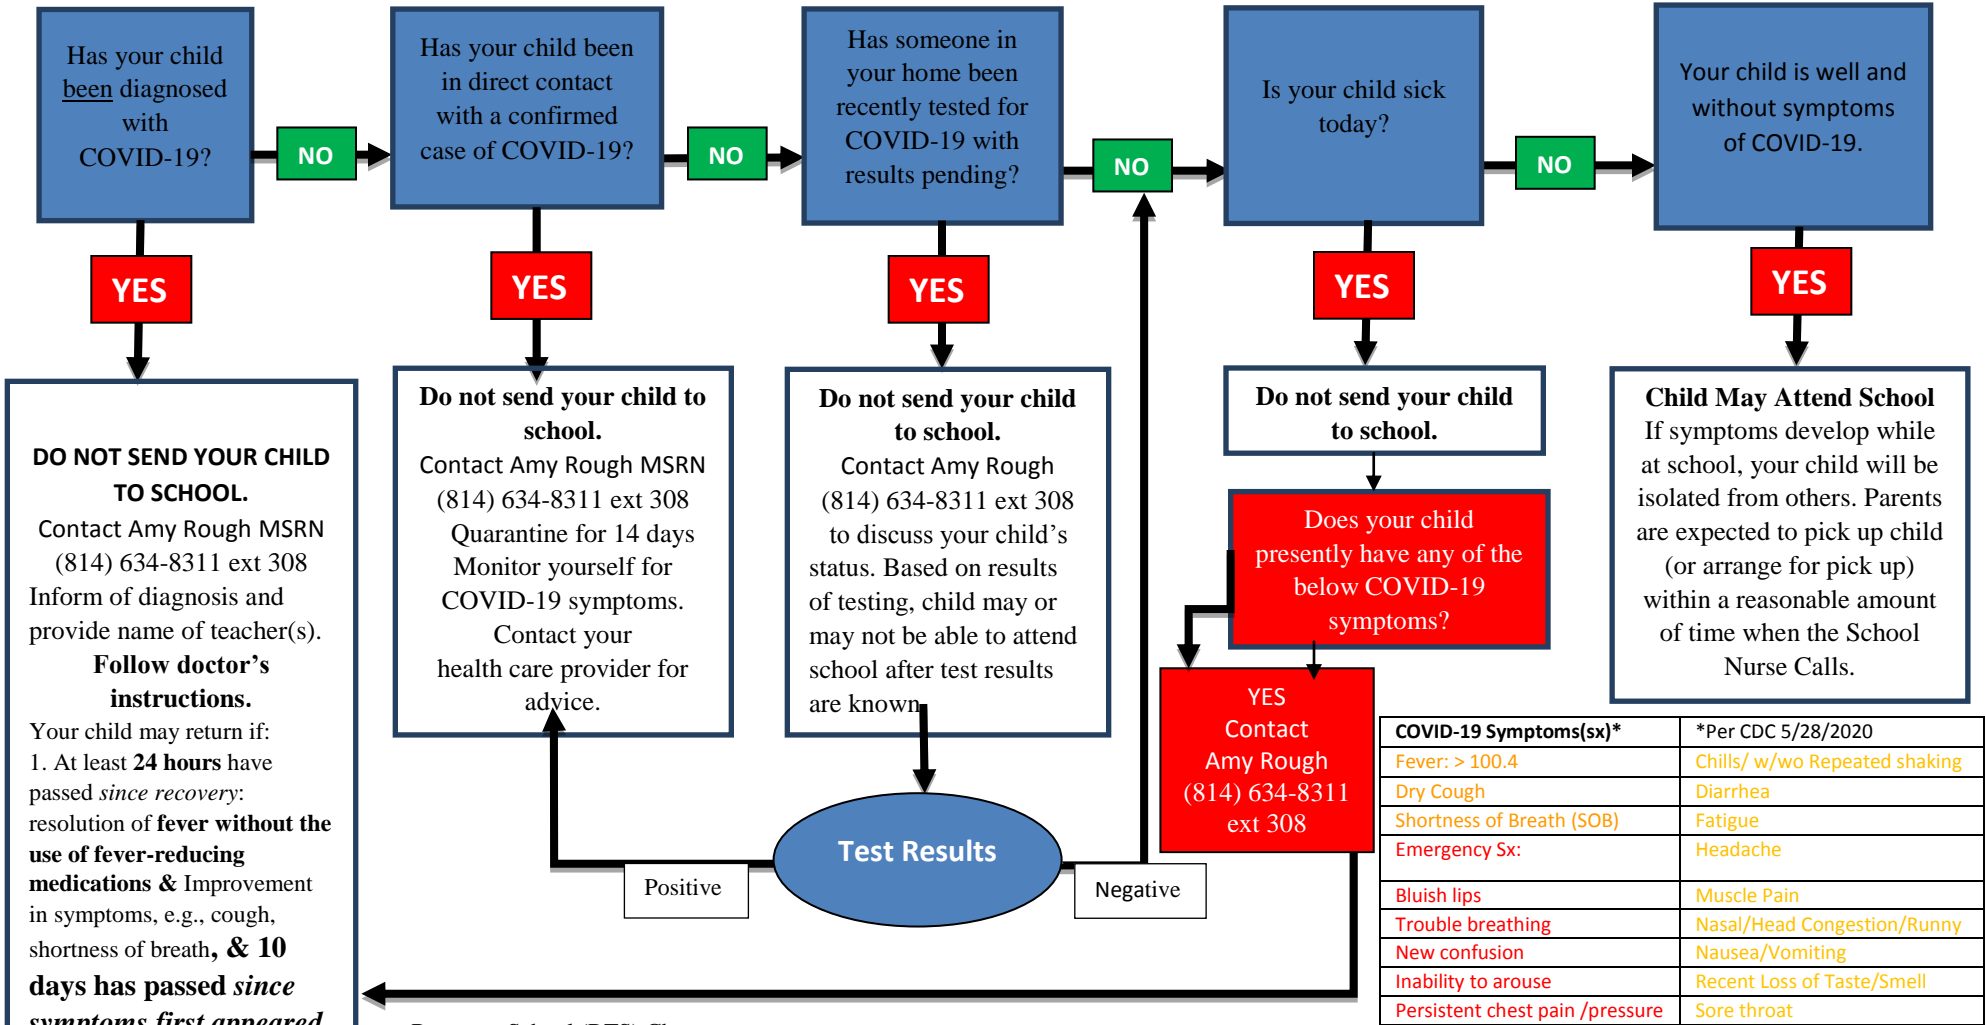 Has your child
been diagnosed
with
COVID-19?
NO
Has your child been
in direct contact
with a confirmed
case of COVID-19?
NO
Has someone in
your home been
recently tested for
COVID-19 with
results pending?
NO
Is your child sick
today?
NO
Your child is well and
without symptoms
of COVID-19.
YES
YES
YES
YES
YES
DO NOT SEND YOUR CHILD
TO SCHOOL.
Contact Amy Rough MSRN
(814) 634-8311 ext 308
Inform of diagnosis and
provide name of teacher(s).
Follow doctor's
instructions.
Your child may return if:
1. At least 24 hours have
passed since recovery:
resolution of fever without the
use of fever-reducing
medications & Improvement
in symptoms, e.g., cough,
shortness of breath, & 10
days has passed since
symptoms first appeared
Do not send your child to
school.
Contact Amy Rough MSRN
(814) 634-8311 ext 308
Quarantine for 14 days
Monitor yourself for
COVID-19 symptoms.
Contact your
health care provider for
advice.
Do not send your child
to school.
Contact Amy Rough
(814) 634-8311 ext 308
to discuss your child's
status. Based on results
of testing, child may or
may not be able to attend
school after test results
are known
Test Results
Positive
Negative
Do not send your child
to school.
Does your child
presently have any of the
below COVID-19
symptoms?
YES
Contact
Amy Rough
(814) 634-8311
ext 308
Child May Attend School
If symptoms develop while
at school, your child will be
isolated from others. Parents
are expected to pick up child
(or arrange for pick up)
within a reasonable amount
of time when the School
Nurse Calls.
COVID-19 Symptoms(sx)* *Per CDC 5/28/2020
Fever: > 100.4 Chills/ w/wo Repeated shaking
Dry Cough Diarrhea
Shortness of Breath (SOB) Fatigue
Emergency Sx: Headache
Bluish lips Muscle Pain
Trouble breathing Nasal/Head Congestion/Runny
New confusion Nausea/Vomiting
Inability to arouse Recent Loss of Taste/Smell
Persistent chest pain /pressure Sore throat